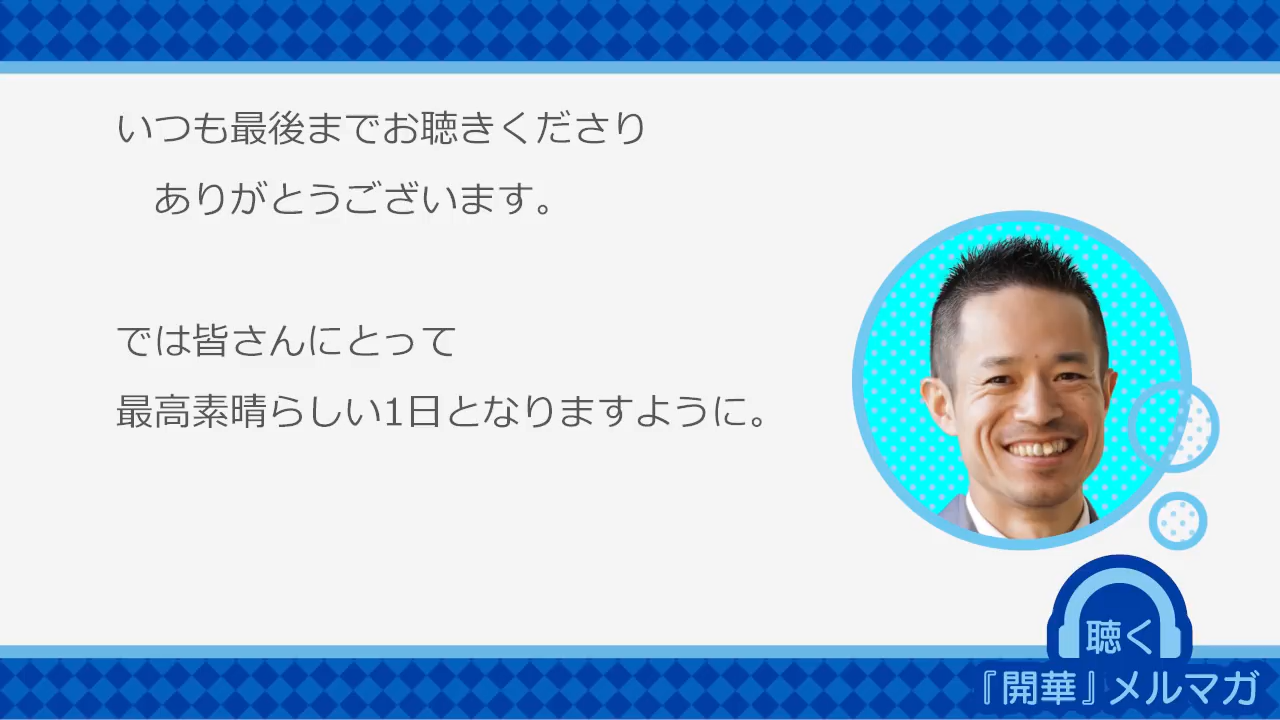 いつも最後までお聴きくださり
ありがとうございます。
では皆さんにとって
最高素晴らしい1日となりますように。
聴く
『開華』メルマガ